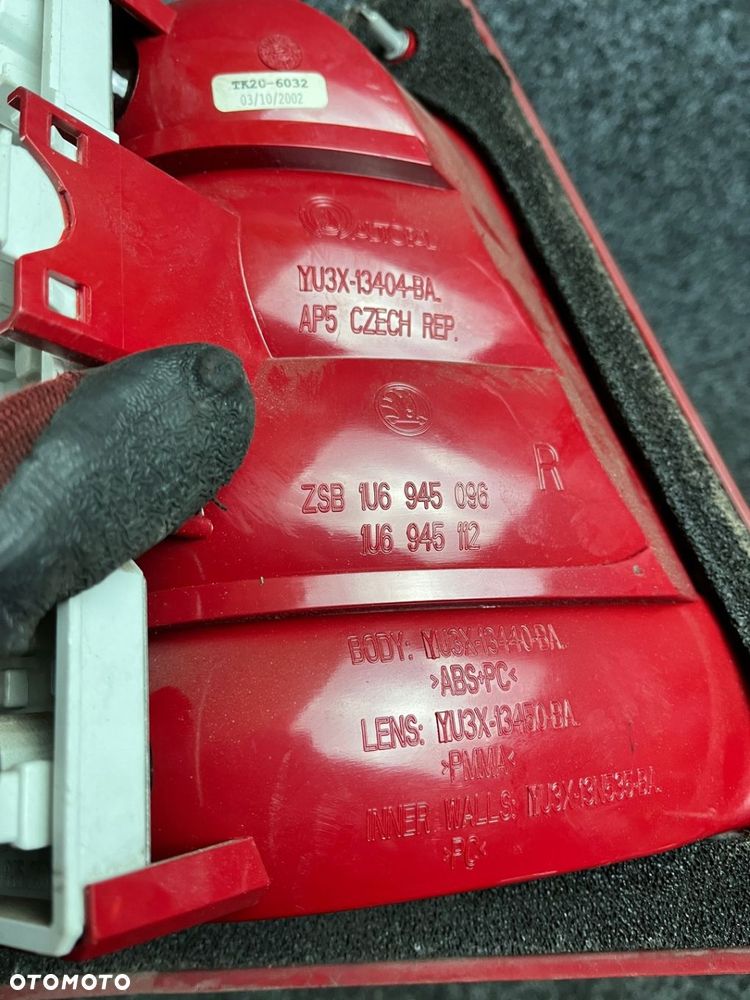 TK20-6032
03/10/2002
AUTOPAL
YU3X-13404-BA.
AP5 CZECH REP.
R
ZSB 1U6 945 096
1U6 945 112
BODY: YU3X-13440-BA.
>ABS+PC<
LENS: YU3X-13450-BA.
>PMMA<
INNER WALLS: YU3X-13N535-BA.
>PC<
OTOMOTO